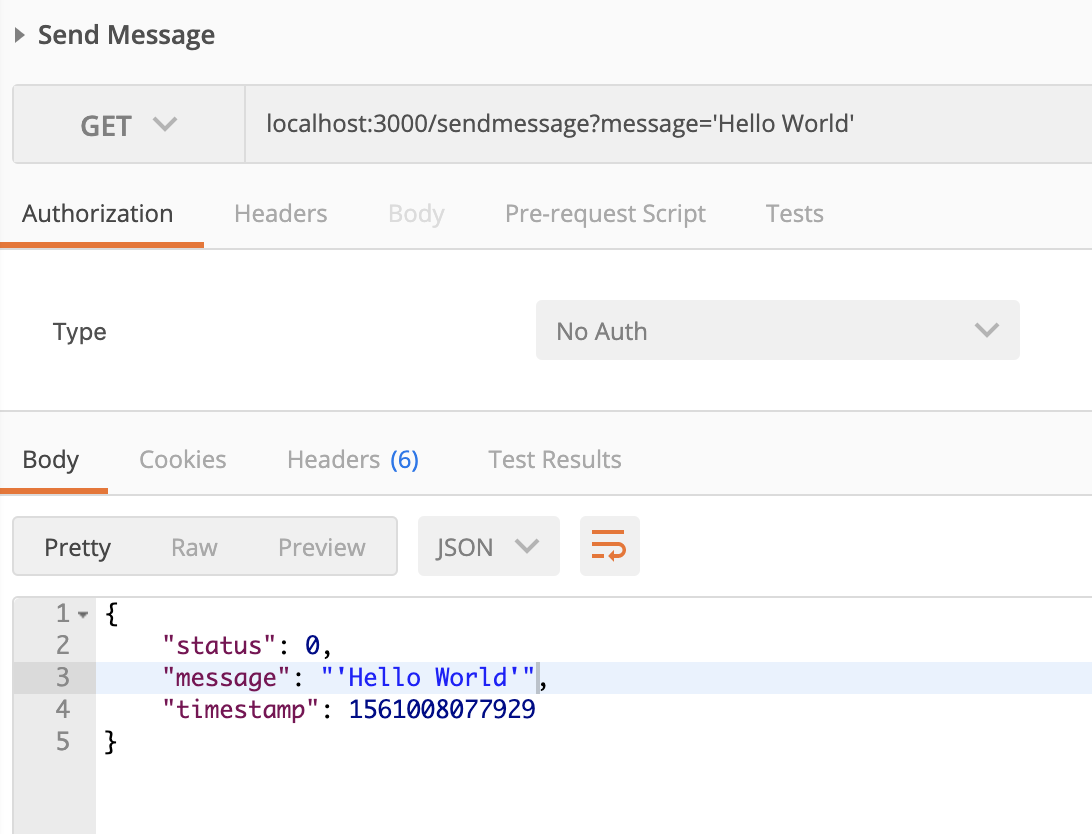 Send Message
GET localhost:3000/sendmessage?message='Hello World'
Authorization Headers Body Pre-request Script Tests
Type No Auth
Body Cookies Headers (6) Test Results
Pretty Raw Preview JSON
1 {
2 "status": 0,
3 "message": "'Hello World'",
4 "timestamp": 1561008077929
5 }